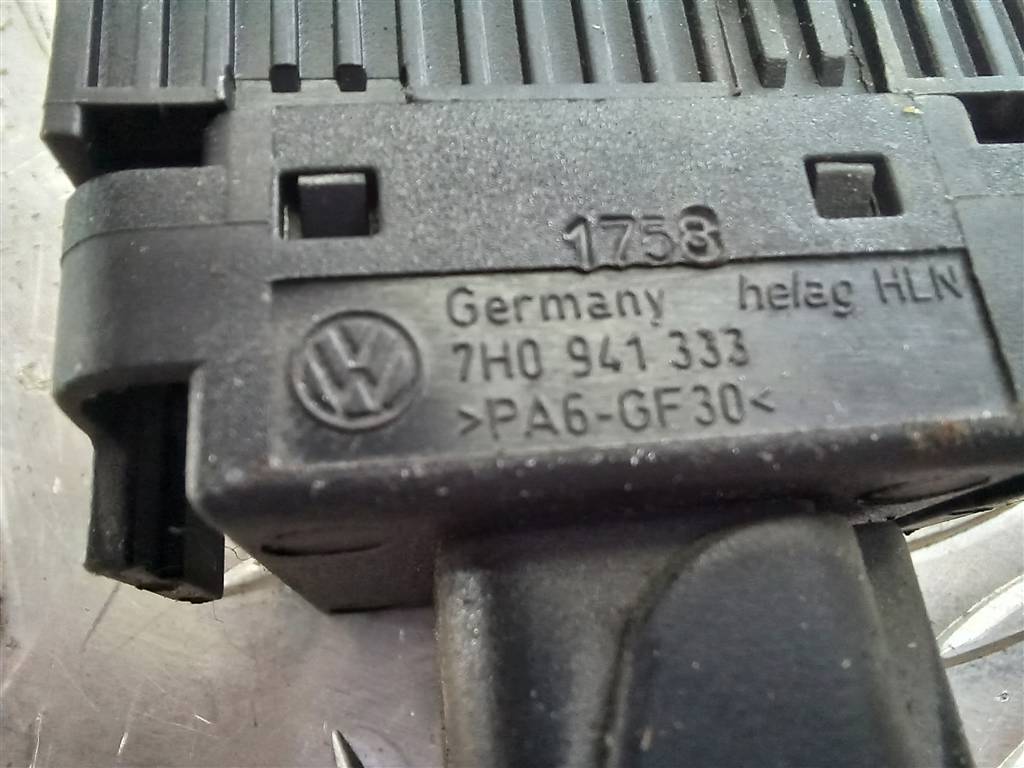 1758
Germany helag HLN
7H0 941 333
>PA6-GF30<